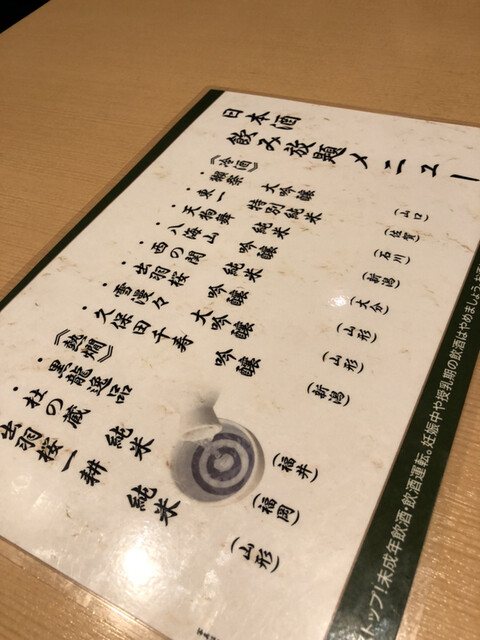 日本酒
飲み放題メニュー
《冷酒》
・獺祭 大吟醸 (山口)
・東一 特別純米 (佐賀)
・天狗舞 純米 (石川)
・八海山 吟醸 (新潟)
・西の関 純米 (大分)
・出羽桜 吟醸 (山形)
・雪漫々 大吟醸 (山形)
・久保田千寿 吟醸 (新潟)
《熱燗》
・黒龍逸品 (福井)
・杜の蔵 純米 (福岡)
出羽桜一耕 純米 (山形)
ストップ!未成年飲酒・飲酒運転。妊娠中や授乳期の飲酒はやめましょう。